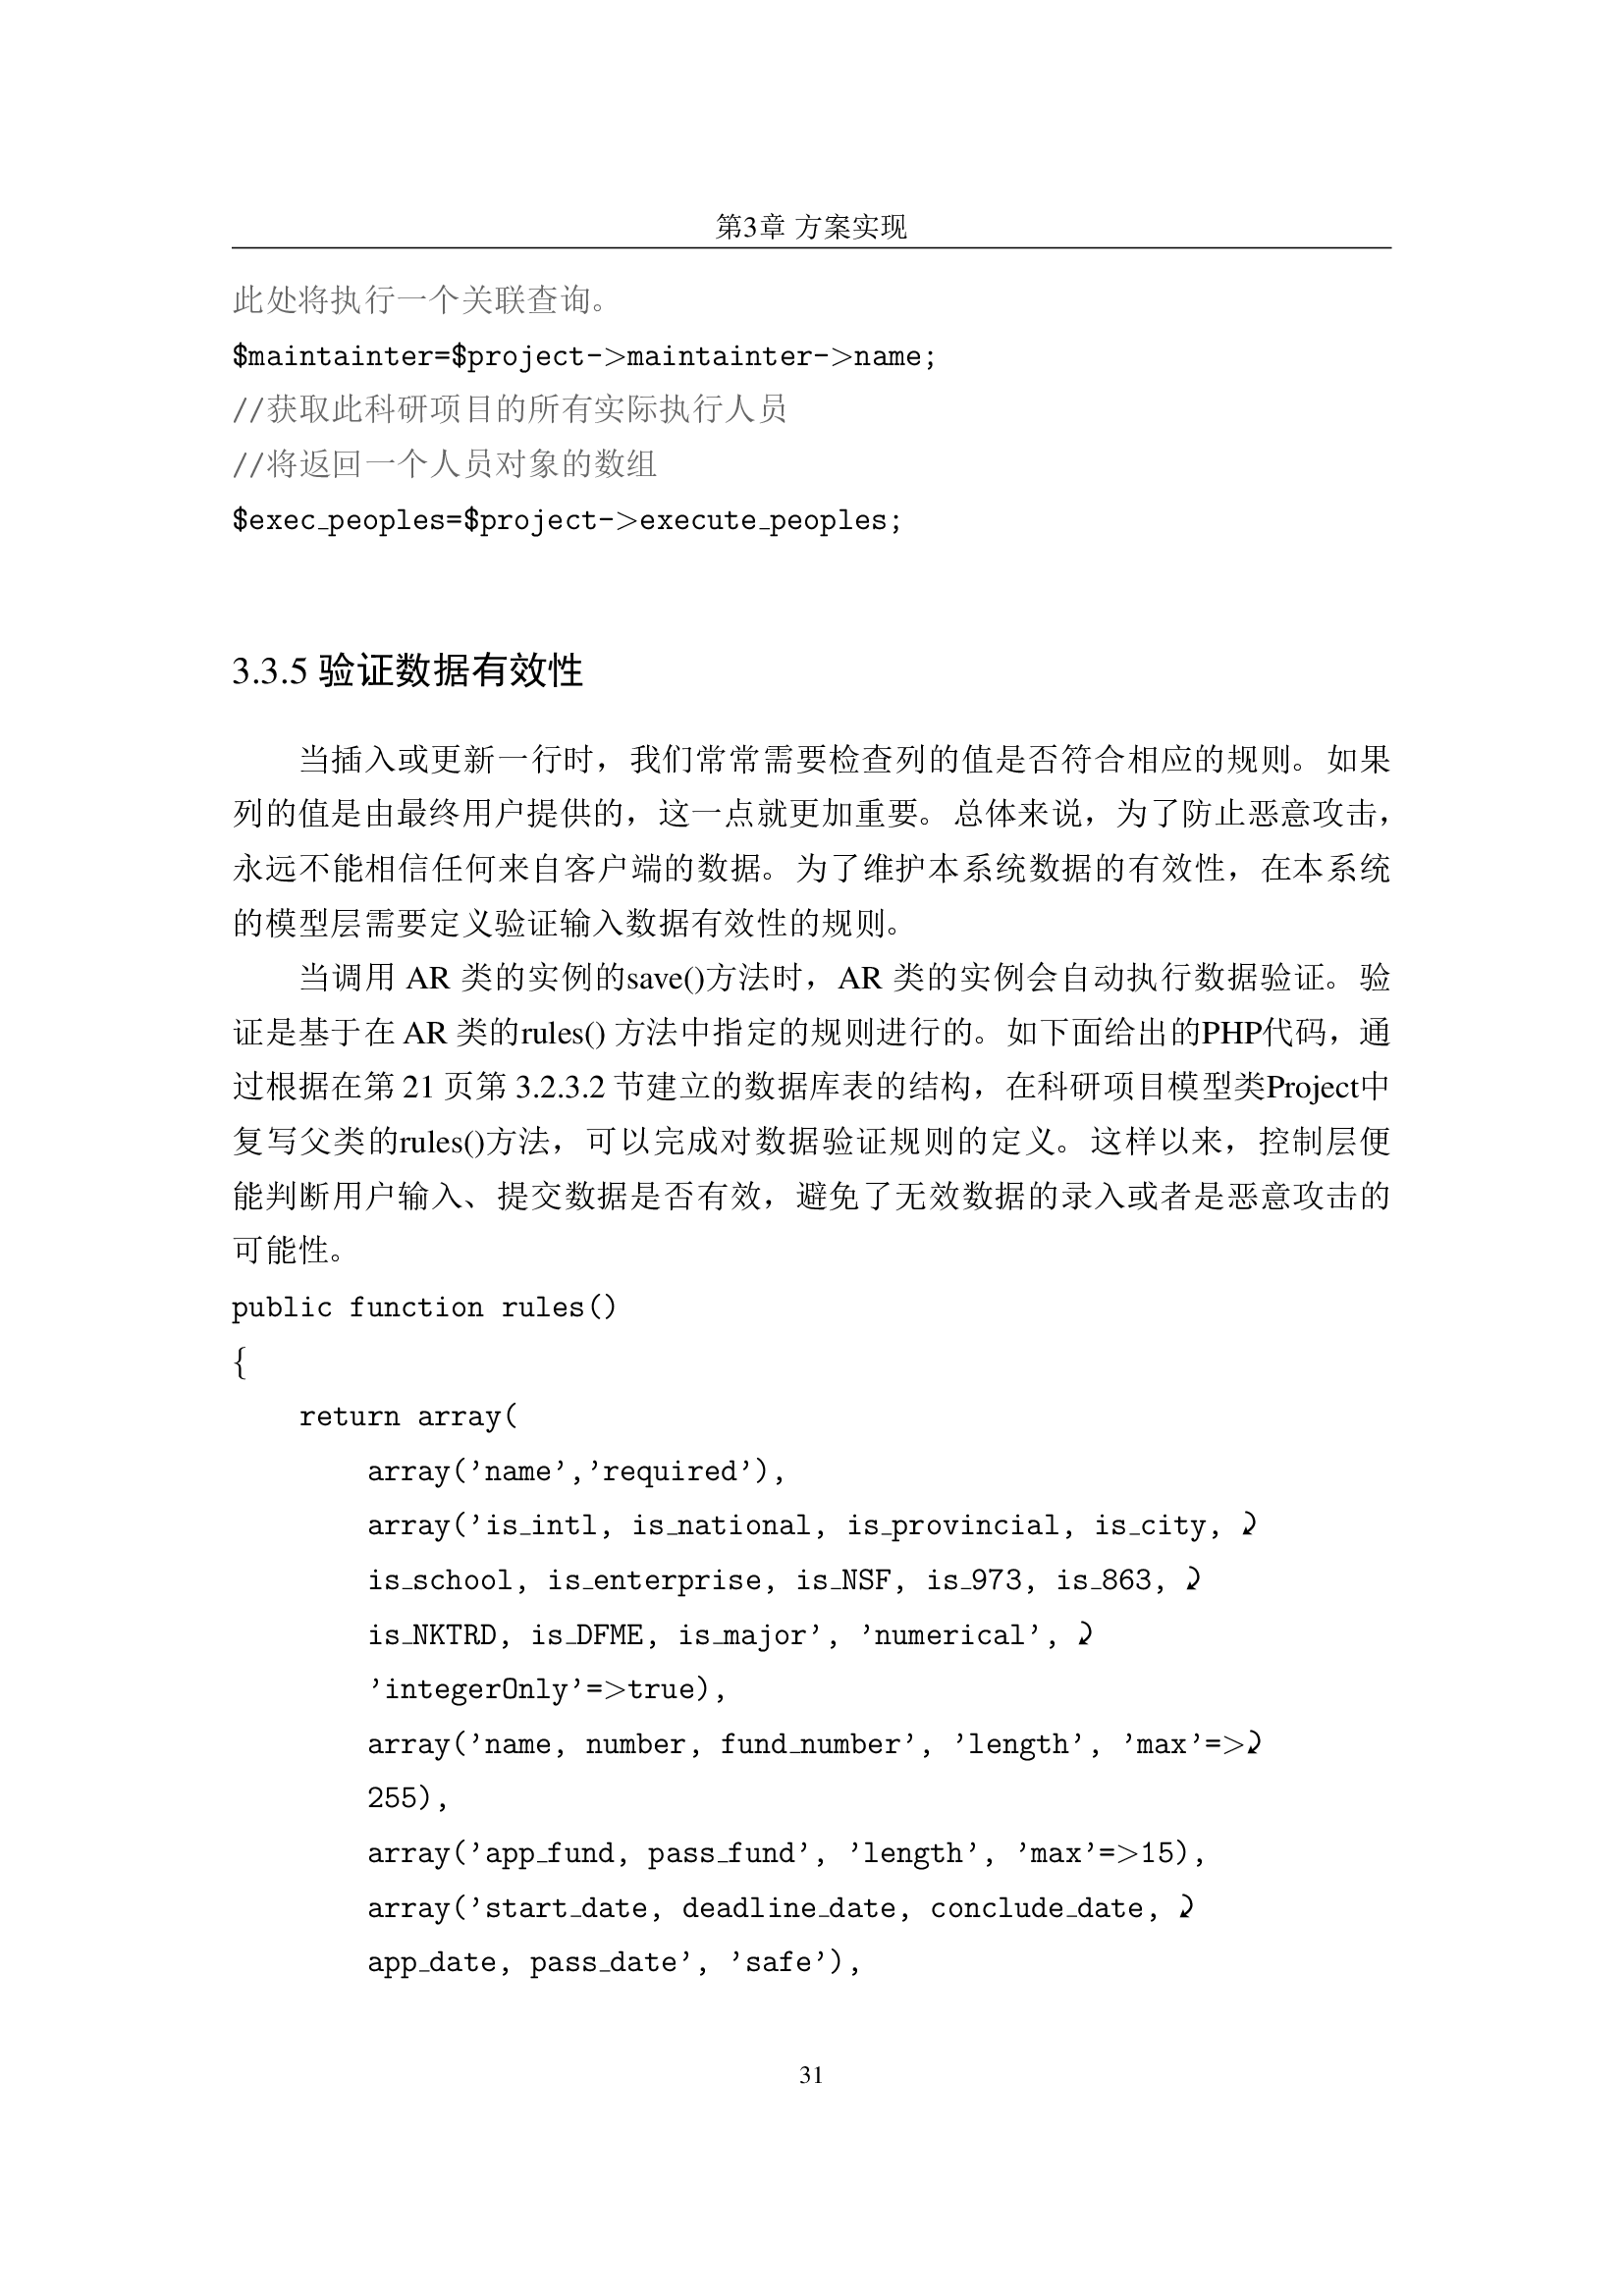 第3章 方案实现
此处将执行一个关联查询。
$maintainter=$project->maintainter->name;
//获取此科研项目的所有实际执行人员
//将返回一个人员对象的数组
$exec_peoples=$project->execute_peoples;
3.3.5 验证数据有效性
当插入或更新一行时，我们常常需要检查列的值是否符合相应的规则。如果
列的值是由最终用户提供的，这一点就更加重要。总体来说，为了防止恶意攻击，
永远不能相信任何来自客户端的数据。为了维护本系统数据的有效性，在本系统
的模型层需要定义验证输入数据有效性的规则。
当调用 AR 类的实例的save()方法时，AR 类的实例会自动执行数据验证。验
证是基于在 AR 类的rules() 方法中指定的规则进行的。如下面给出的PHP代码，通
过根据在第 21 页第 3.2.3.2 节建立的数据库表的结构，在科研项目模型类Project中
复写父类的rules()方法，可以完成对数据验证规则的定义。这样以来，控制层便
能判断用户输入、提交数据是否有效，避免了无效数据的录入或者是恶意攻击的
可能性。
public function rules()
{
return array(
array('name','required'),
array('is_intl, is_national, is_provincial, is_city, ⤸
is_school, is_enterprise, is_NSF, is_973, is_863, ⤸
is_NKTRD, is_DFME, is_major', 'numerical', ⤸
'integerOnly'=>true),
array('name, number, fund_number', 'length', 'max'=>⤸
255),
array('app_fund, pass_fund', 'length', 'max'=>15),
array('start_date, deadline_date, conclude_date, ⤸
app_date, pass_date', 'safe'),
31